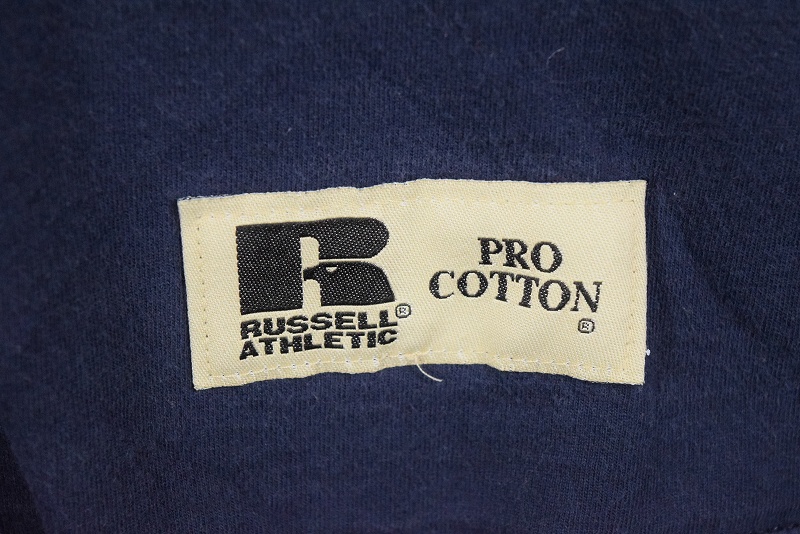 RUSSELL®
ATHLETIC
PRO
COTTON
®